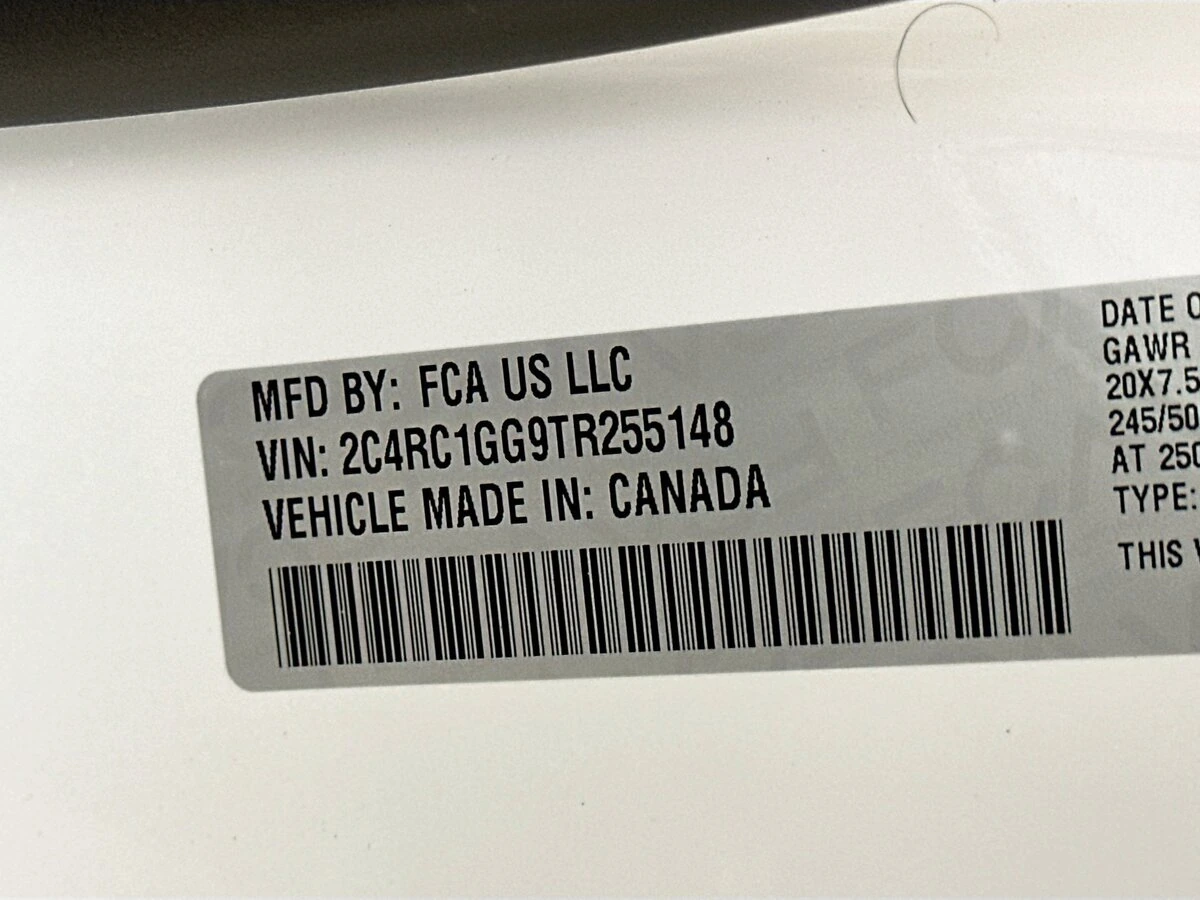 MFD BY: FCA US LLC
VIN: 2C4RC1GG9TR255148
VEHICLE MADE IN: CANADA
DATE
GAWR
20X7.5
245/50
AT 250
TYPE:
THIS